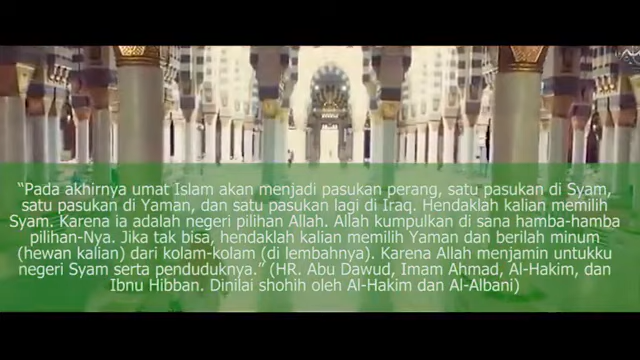 “Pada akhirnya umat Islam akan menjadi pasukan perang, satu pasukan di Syam,
satu pasukan di Yaman, dan satu pasukan lagi di Iraq. Hendaklah kalian memilih
Syam. Karena ia adalah negeri pilihan Allah. Allah kumpulkan di sana hamba-hamba
pilihan-Nya. Jika tak bisa, hendaklah kalian memilih Yaman dan berilah minum
(hewan kalian) dari kolam-kolam (di lembahnya). Karena Allah menjamin untukku
negeri Syam serta penduduknya.” (HR. Abu Dawud, Imam Ahmad, Al-Hakim, dan
Ibnu Hibban. Dinilai shohih oleh Al-Hakim dan Al-Albani)